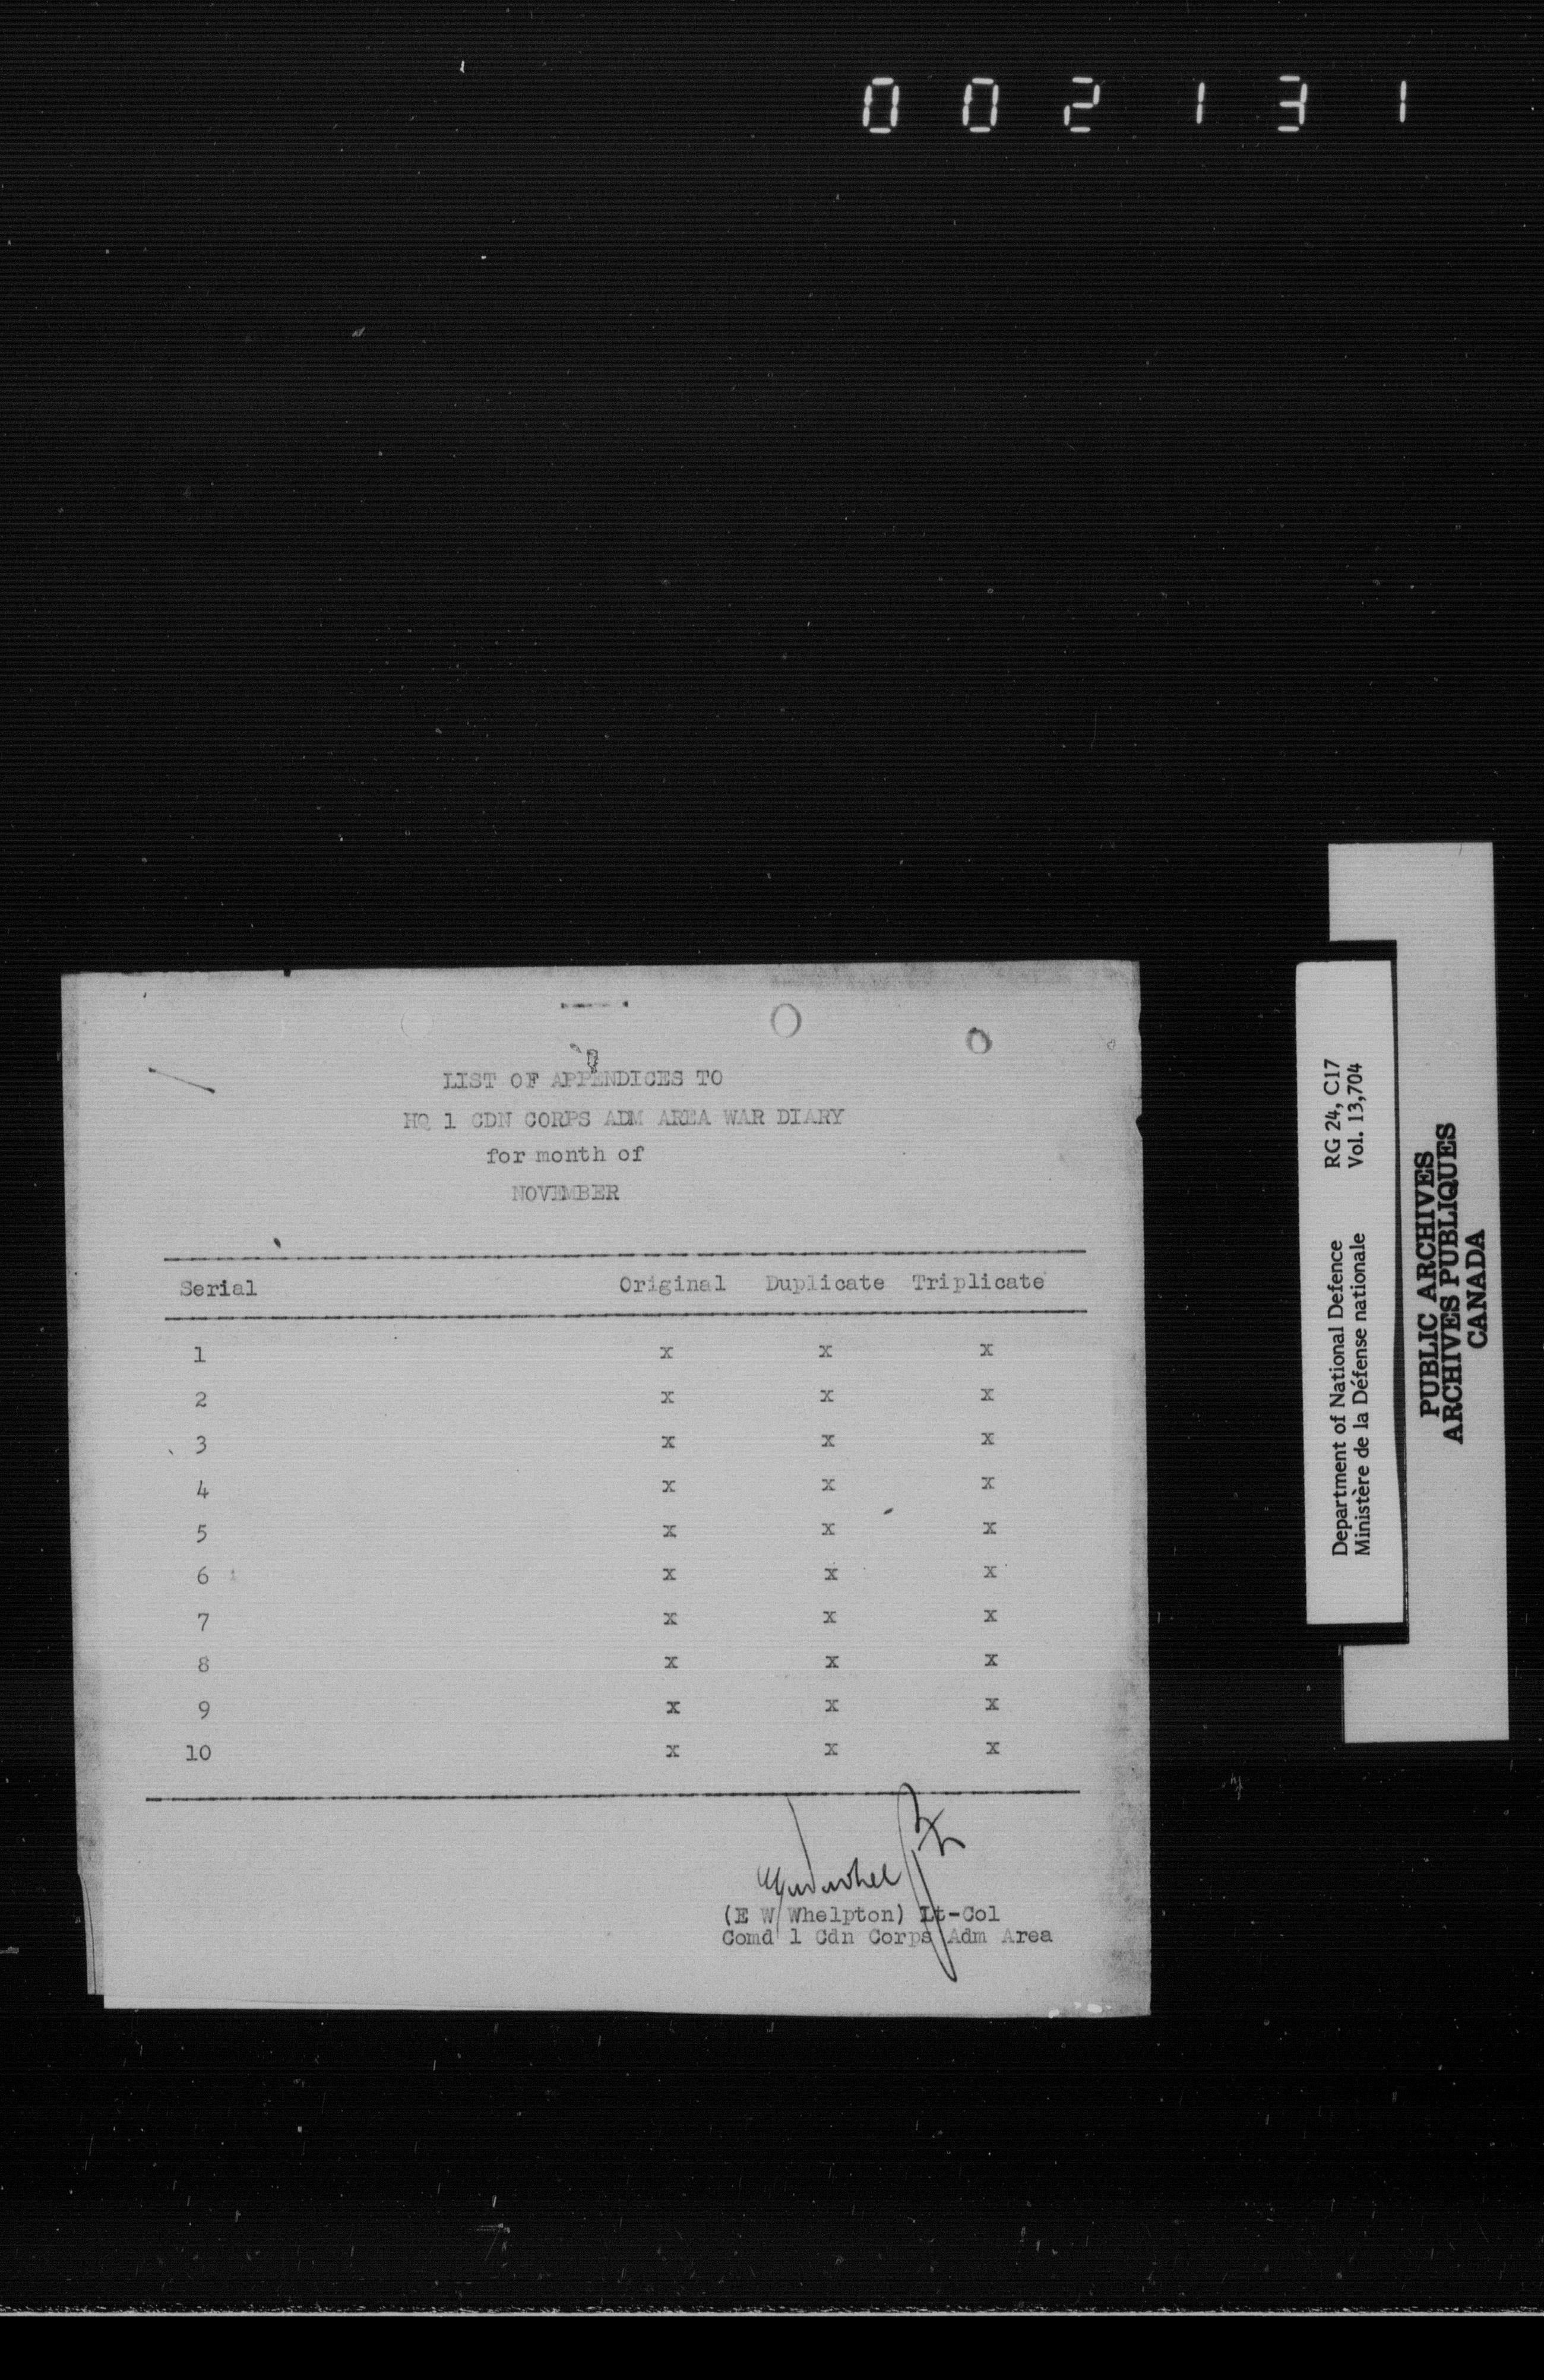 002131
LIST OF APPENDICES TO
HQ 1 CDN CORPS ADM AREA WAR DIARY
for month of
NOVEMBER
Serial Original Duplicate Triplicate
1 x x x
2 x x x
3 x x x
4 x x x
5 x x x
6 x x x
7 x x x
8 x x x
9 x x x
10 x x x
(E W Whelpton) Lt-Col
Comd 1 Cdn Corps Adm Area
Department of National Defence RG 24, C17
Ministère de la Défense nationale Vol. 13,704
PUBLIC ARCHIVES
ARCHIVES PUBLIQUES
CANADA